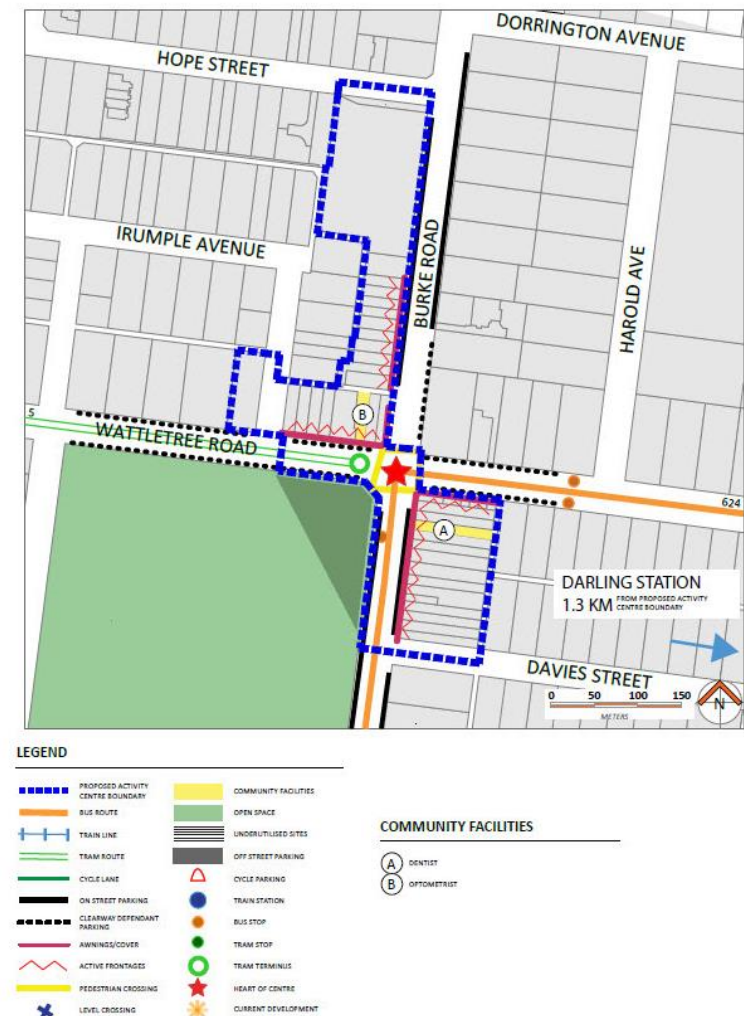 DORRINGTON AVENUE
HOPE STREET
IRUMPLE AVENUE
BURKE ROAD
HAROLD AVE
B
5
WATTLETREE ROAD
624
A
DARLING STATION
1.3 KM FROM PROPOSED ACTIVITY
CENTRE BOUNDARY
DAVIES STREET
0 50 100 150
METERS
N
LEGEND
PROPOSED ACTIVITY
CENTRE BOUNDARY
BUS ROUTE
TRAIN LINE
TRAM ROUTE
CYCLE LANE
ON STREET PARKING
CLEARWAY DEPENDANT
PARKING
AWNINGS/COVER
ACTIVE FRONTAGES
PEDESTRIAN CROSSING
LEVEL CROSSING
COMMUNITY FACILITIES
OPEN SPACE
UNDERUTILISED SITES
OFF STREET PARKING
CYCLE PARKING
TRAIN STATION
BUS STOP
TRAM STOP
TRAM TERMINUS
HEART OF CENTRE
CURRENT DEVELOPMENT
COMMUNITY FACILITIES
A DENTIST
B OPTOMETRIST